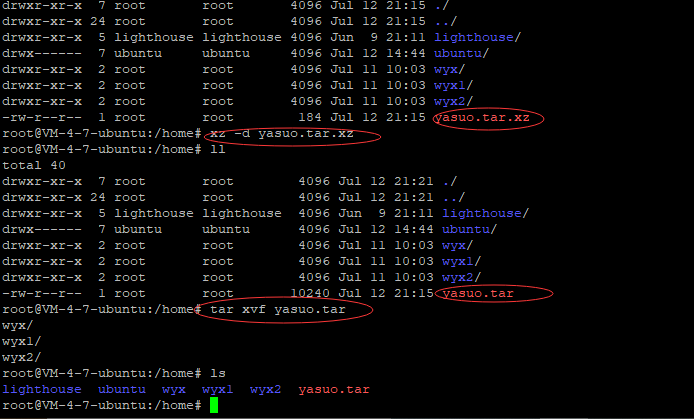 drwxr-xr-x  7 root       root        4096 Jul 12 21:15 ./
drwxr-xr-x 24 root       root        4096 Jul 12 21:15 ../
drwxr-xr-x  5 lighthouse lighthouse 4096 Jun  9 21:11 lighthouse/
drwx------  7 ubuntu     ubuntu      4096 Jul 12 14:44 ubuntu/
drwxr-xr-x  2 root       root        4096 Jul 11 10:03 wyx/
drwxr-xr-x  2 root       root        4096 Jul 11 10:03 wyx1/
drwxr-xr-x  2 root       root        4096 Jul 11 10:03 wyx2/
-rw-r--r--  1 root       root         184 Jul 12 21:15 yasuo.tar.xz
root@VM-4-7-ubuntu:/home# xz -d yasuo.tar.xz
root@VM-4-7-ubuntu:/home# ll
total 40
drwxr-xr-x  7 root       root        4096 Jul 12 21:21 ./
drwxr-xr-x 24 root       root        4096 Jul 12 21:21 ../
drwxr-xr-x  5 lighthouse lighthouse  4096 Jun  9 21:11 lighthouse/
drwx------  7 ubuntu     ubuntu      4096 Jul 12 14:44 ubuntu/
drwxr-xr-x  2 root       root        4096 Jul 11 10:03 wyx/
drwxr-xr-x  2 root       root        4096 Jul 11 10:03 wyx1/
drwxr-xr-x  2 root       root        4096 Jul 11 10:03 wyx2/
-rw-r--r--  1 root       root       10240 Jul 12 21:15 yasuo.tar
root@VM-4-7-ubuntu:/home# tar xvf yasuo.tar
wyx/
wyx1/
wyx2/
root@VM-4-7-ubuntu:/home# ls
lighthouse  ubuntu  wyx  wyx1  wyx2  yasuo.tar
root@VM-4-7-ubuntu:/home#